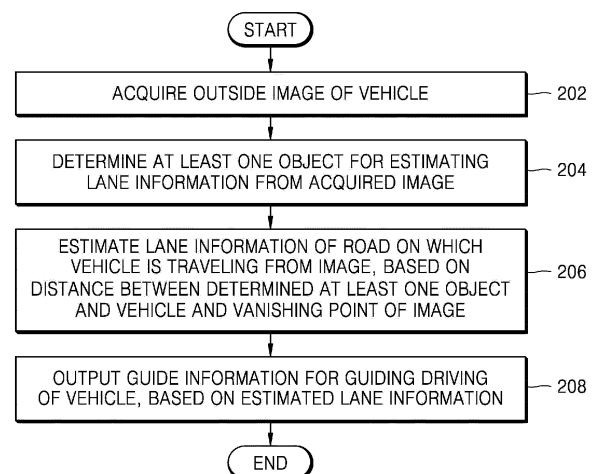 START
ACQUIRE OUTSIDE IMAGE OF VEHICLE
202
DETERMINE AT LEAST ONE OBJECT FOR ESTIMATING
LANE INFORMATION FROM ACQUIRED IMAGE
204
ESTIMATE LANE INFORMATION OF ROAD ON WHICH
VEHICLE IS TRAVELING FROM IMAGE, BASED ON
DISTANCE BETWEEN DETERMINED AT LEAST ONE OBJECT
AND VEHICLE AND VANISHING POINT OF IMAGE
206
OUTPUT GUIDE INFORMATION FOR GUIDING DRIVING
OF VEHICLE, BASED ON ESTIMATED LANE INFORMATION
208
END